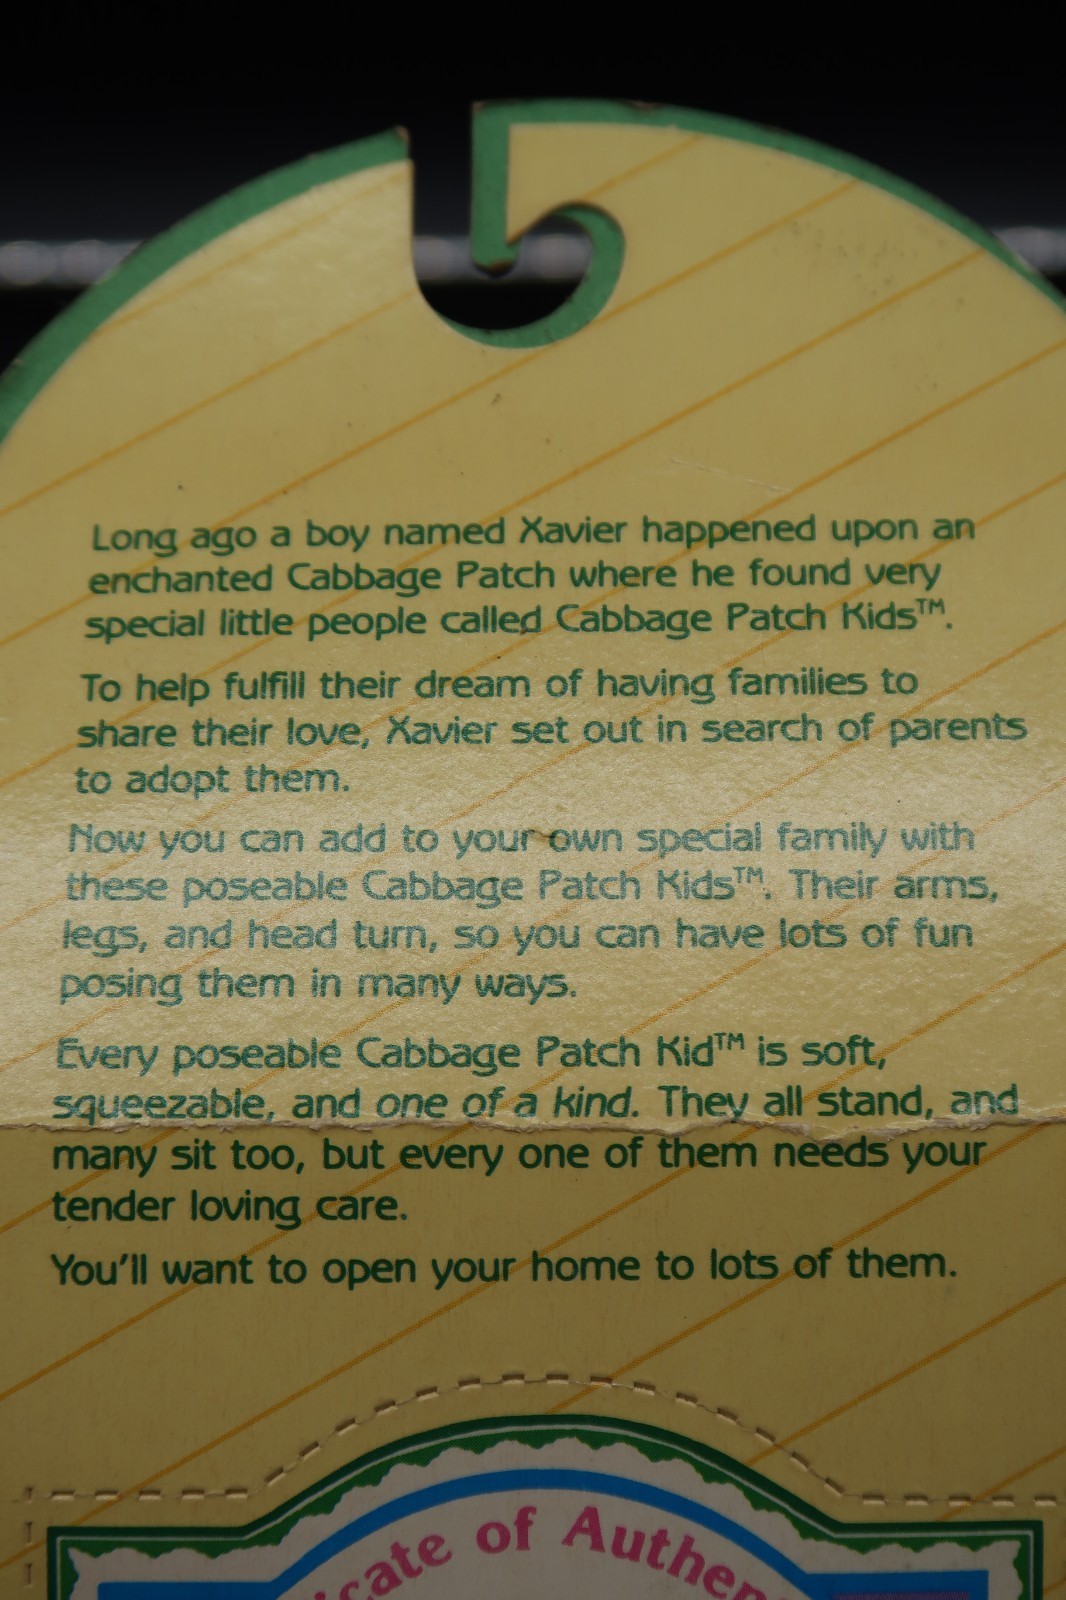 Long ago a boy named Xavier happened upon an
enchanted Cabbage Patch where he found very
special little people called Cabbage Patch Kids™.
To help fulfill their dream of having families to
share their love, Xavier set out in search of parents
to adopt them.
Now you can add to your own special family with
these poseable Cabbage Patch Kids™. Their arms,
legs, and head turn, so you can have lots of fun
posing them in many ways.
Every poseable Cabbage Patch Kid™ is soft,
squeezable, and one of a kind. They all stand, and
many sit too, but every one of them needs your
tender loving care.
You'll want to open your home to lots of them.
icate of Authen